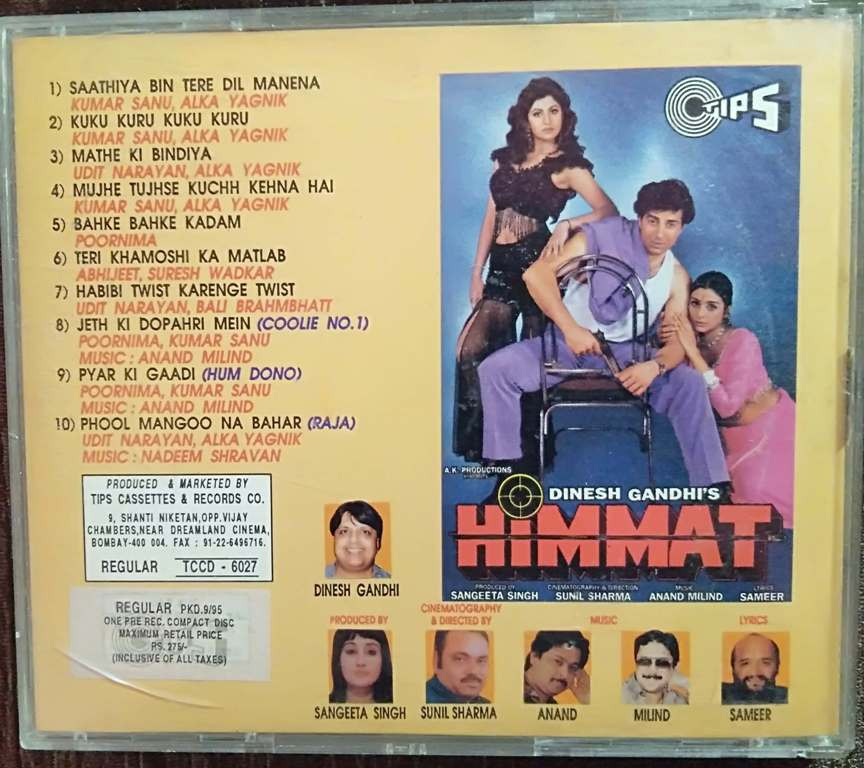 1) SAATHIYA BIN TERE DIL MANENA
KUMAR SANU, ALKA YAGNIK
2) KUKU KURU KUKU KURU
KUMAR SANU, ALKA YAGNIK
3) MATHE KI BINDIYA
UDIT NARAYAN, ALKA YAGNIK
4) MUJHE TUJHSE KUCHH KEHNA HAI
KUMAR SANU, ALKA YAGNIK
5) BAHKE BAHKE KADAM
POORNIMA
6) TERI KHAMOSHI KA MATLAB
ABHIJEET, SURESH WADKAR
7) HABIBI TWIST KARENGE TWIST
UDIT NARAYAN, BALI BRAHMBHATT
8) JETH KI DOPAHRI MEIN (COOLIE NO.1)
POORNIMA, KUMAR SANU
MUSIC : ANAND MILIND
9) PYAR KI GAADI (HUM DONO)
POORNIMA, KUMAR SANU
MUSIC : ANAND MILIND
10) PHOOL MANGOO NA BAHAR (RAJA)
UDIT NARAYAN, ALKA YAGNIK
MUSIC : NADEEM SHRAVAN
PRODUCED & MARKETED BY
TIPS CASSETTES & RECORDS CO.
9, SHANTI NIKETAN,OPP.VIJAY
CHAMBERS,NEAR DREAMLAND CINEMA,
BOMBAY-400 004. FAX : 91-22-6496716.
REGULAR TCCD - 6027
REGULAR PKD.9/95
ONE PRE REC. COMPACT DISC
MAXIMUM RETAIL PRICE
RS. 275/-
(INCLUSIVE OF ALL TAXES)
TIPS
A.K. PRODUCTIONS
DINESH GANDHI'S
HIMMAT
PRODUCED BY
SANGEETA SINGH
CINEMATOGRAPHY & DIRECTION
SUNIL SHARMA
MUSIC
ANAND MILIND
LYRICS
SAMEER
DINESH GANDHI
PRODUCED BY
SANGEETA SINGH
CINEMATOGRAPHY
& DIRECTED BY
SUNIL SHARMA
MUSIC
ANAND
MILIND
LYRICS
SAMEER